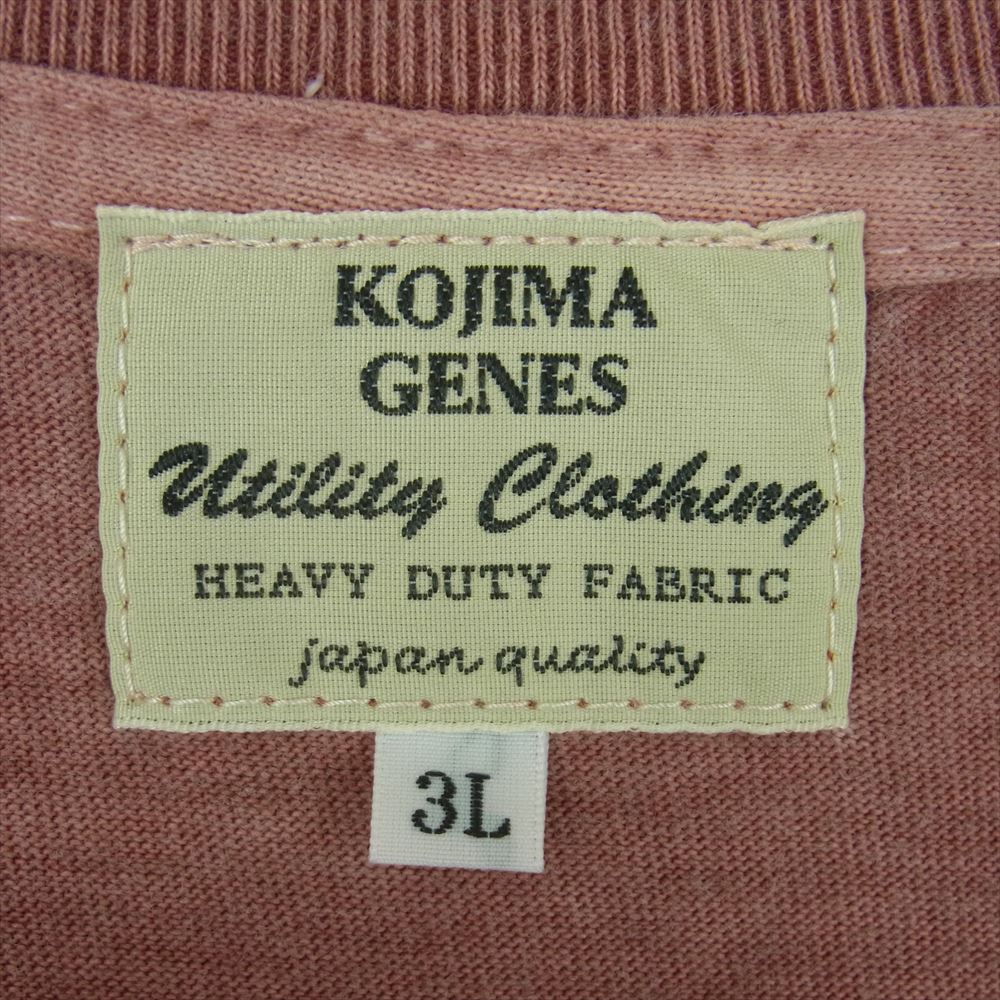 KOJIMA
GENES
Utility Clothing
HEAVY DUTY FABRIC
japan quality
3L